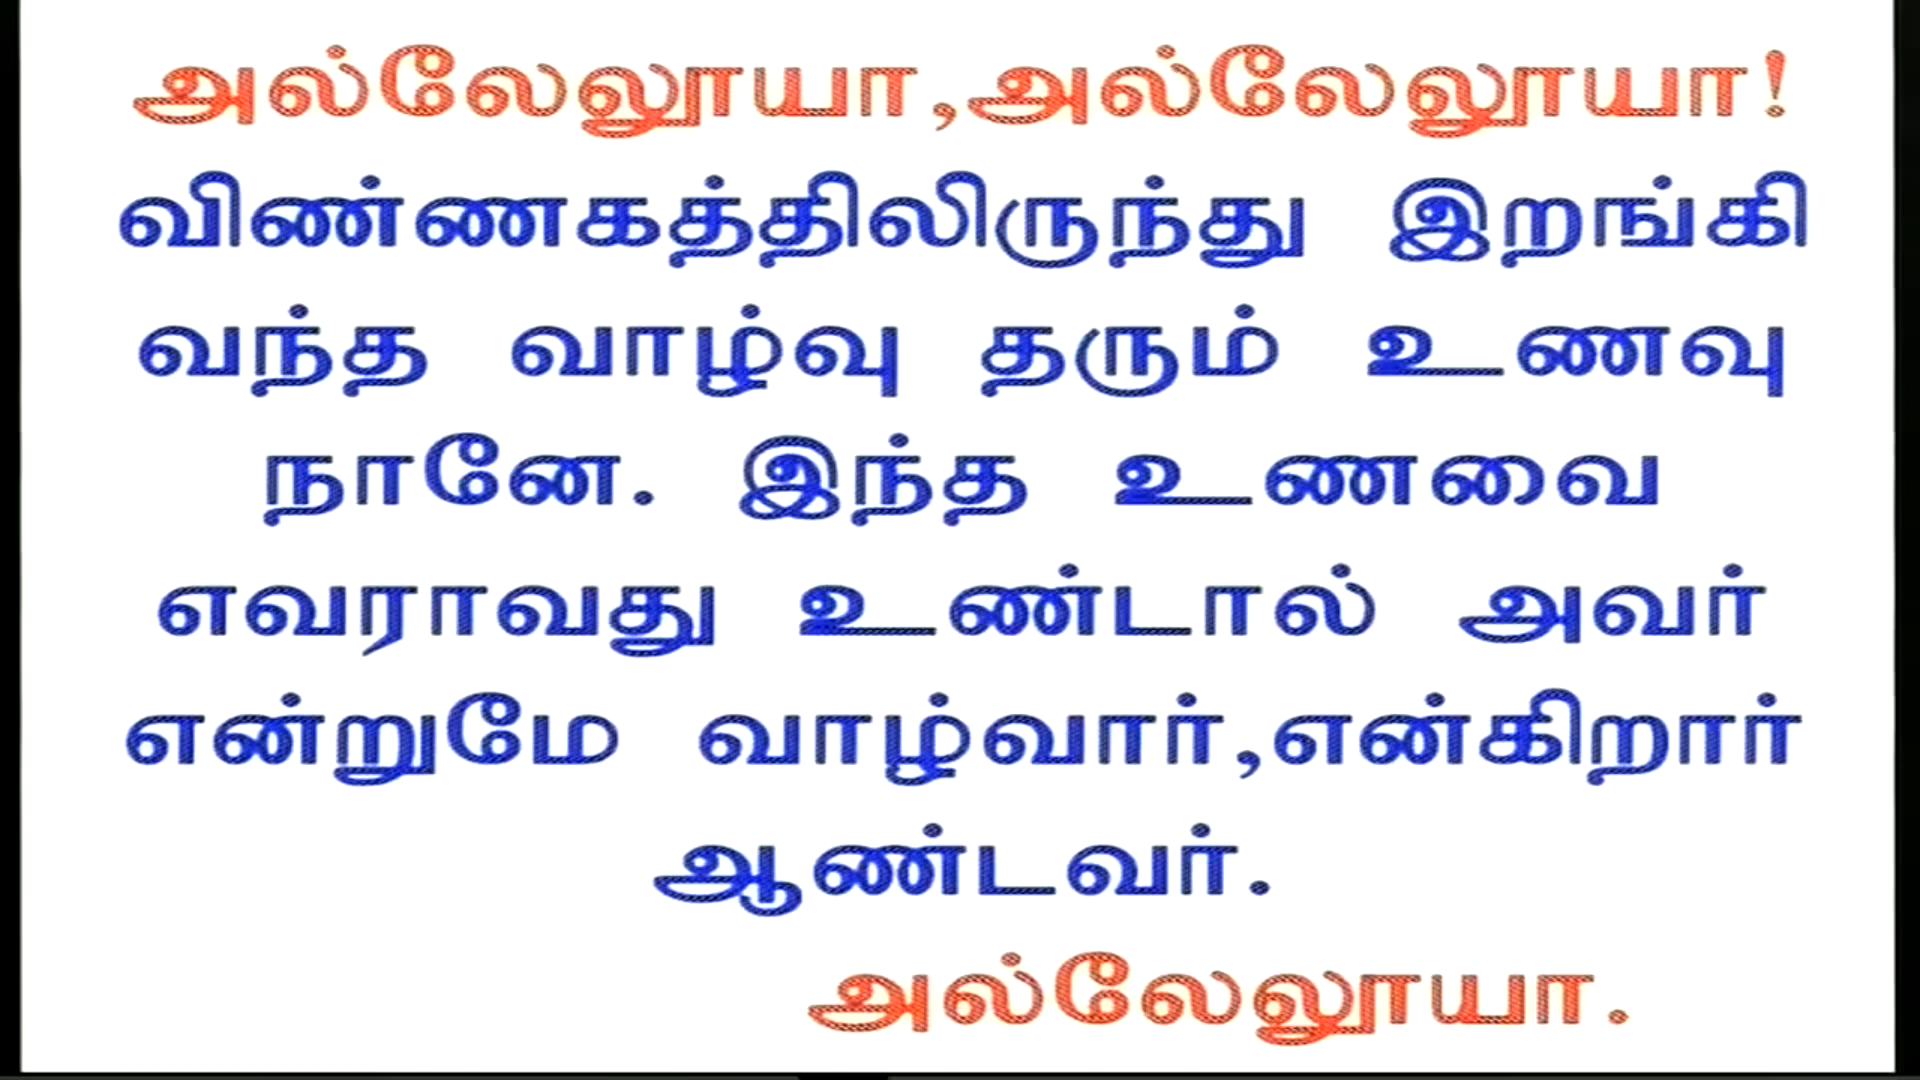 அல்லேலூயா,அல்லேலூயா!
விண்ணகத்திலிருந்து இறங்கி
வந்த வாழ்வு தரும் உணவு
நானே. இந்த உணவை
எவராவது உண்டால் அவர்
என்றுமே வாழ்வார்,என்கிறார்
ஆண்டவர்.
அல்லேலூயா.